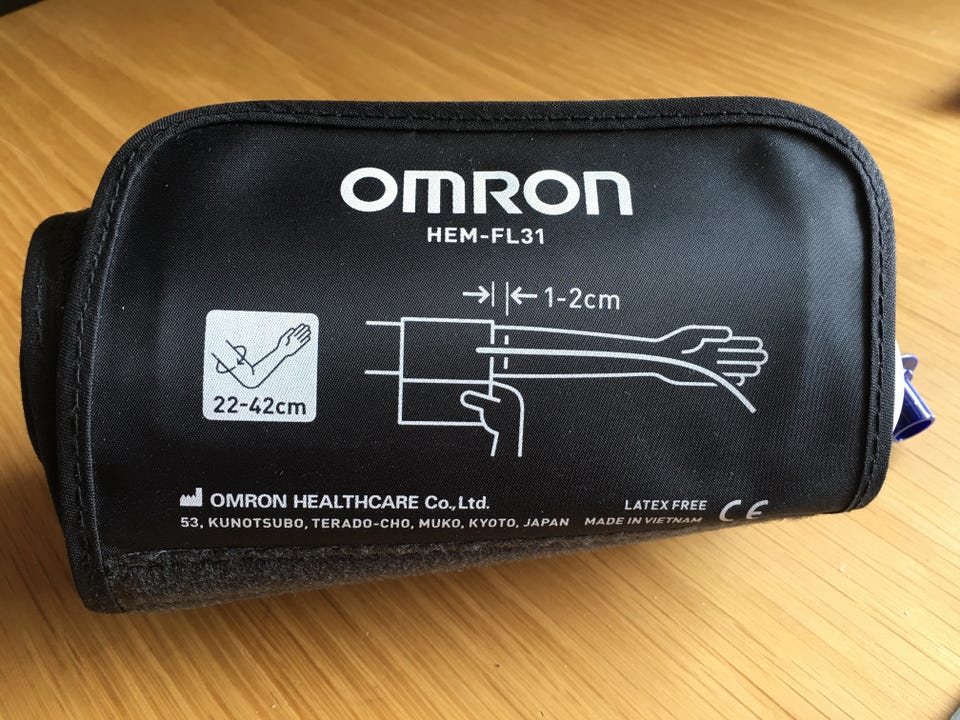 OMRON
HEM-FL31
1-2cm
22-42cm
OMRON HEALTHCARE Co.,Ltd.
53, KUNOTSUBO, TERADO-CHO, MUKO, KYOTO, JAPAN
LATEX FREE
MADE IN VIETNAM
CE